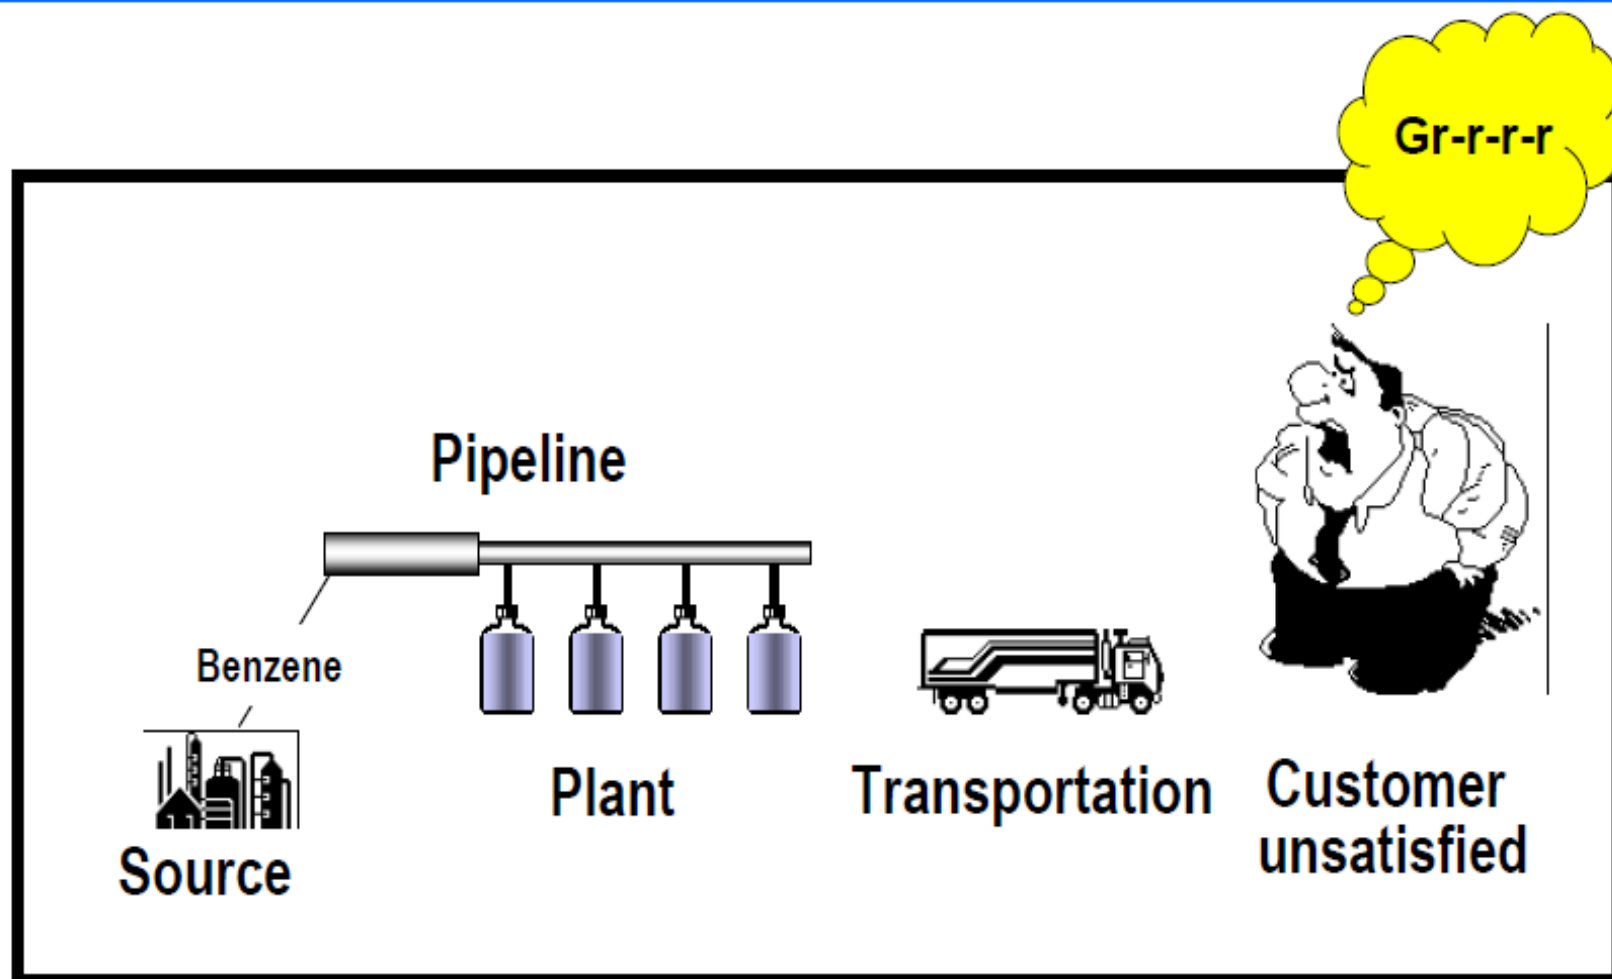 Gr-r-r-r
Pipeline
Benzene
Source
Plant
Transportation
Customer
unsatisfied